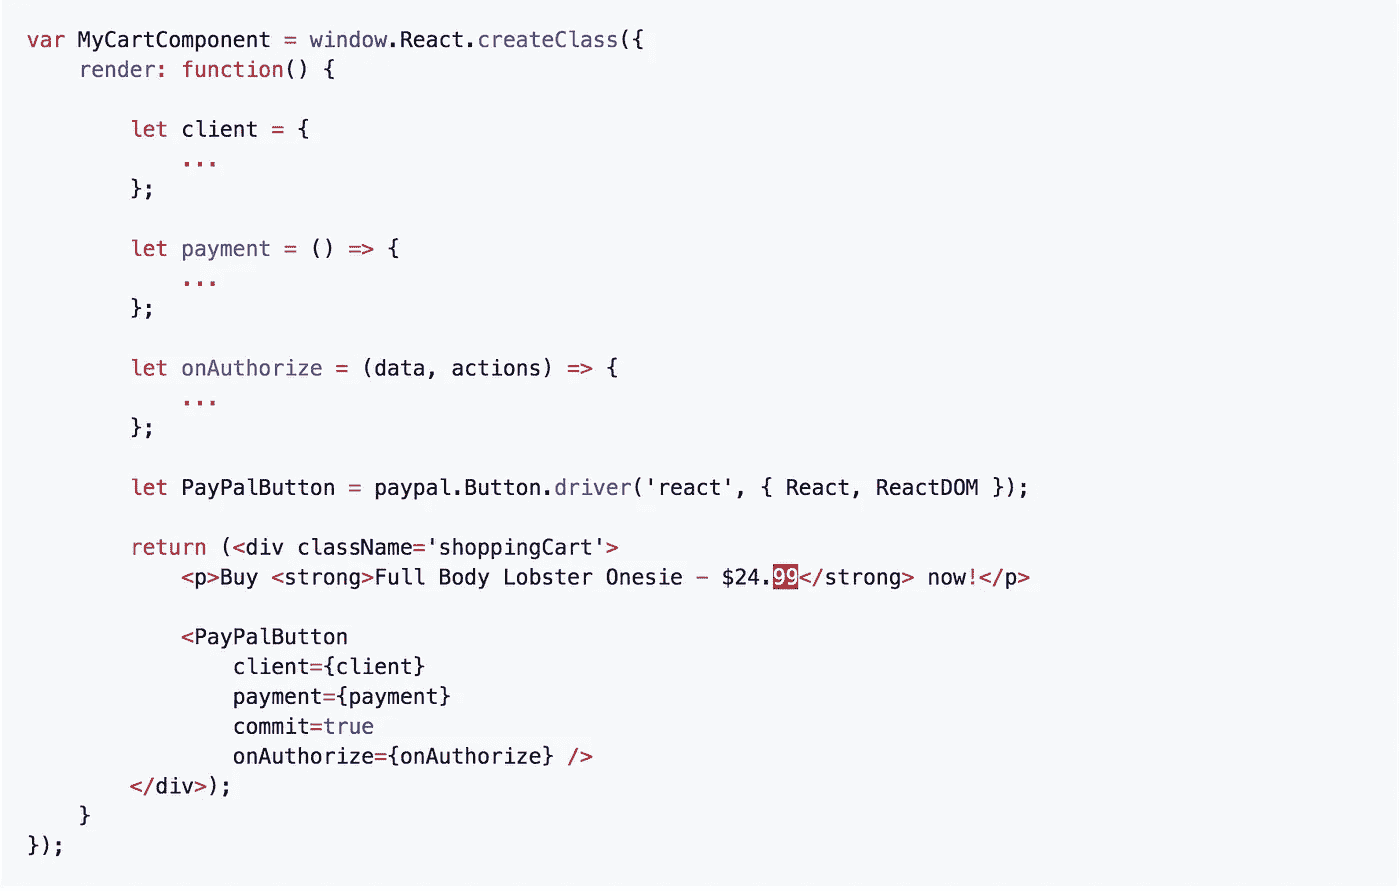 var MyCartComponent = window.React.createClass({
    render: function() {

        let client = {
            ...
        };

        let payment = () => {
            ...
        };

        let onAuthorize = (data, actions) => {
            ...
        };

        let PayPalButton = paypal.Button.driver('react', { React, ReactDOM });

        return (<div className='shoppingCart'>
            <p>Buy <strong>Full Body Lobster Onesie – $24.99</strong> now!</p>

            <PayPalButton
                client={client}
                payment={payment}
                commit=true
                onAuthorize={onAuthorize} />
        </div>);
    }
});